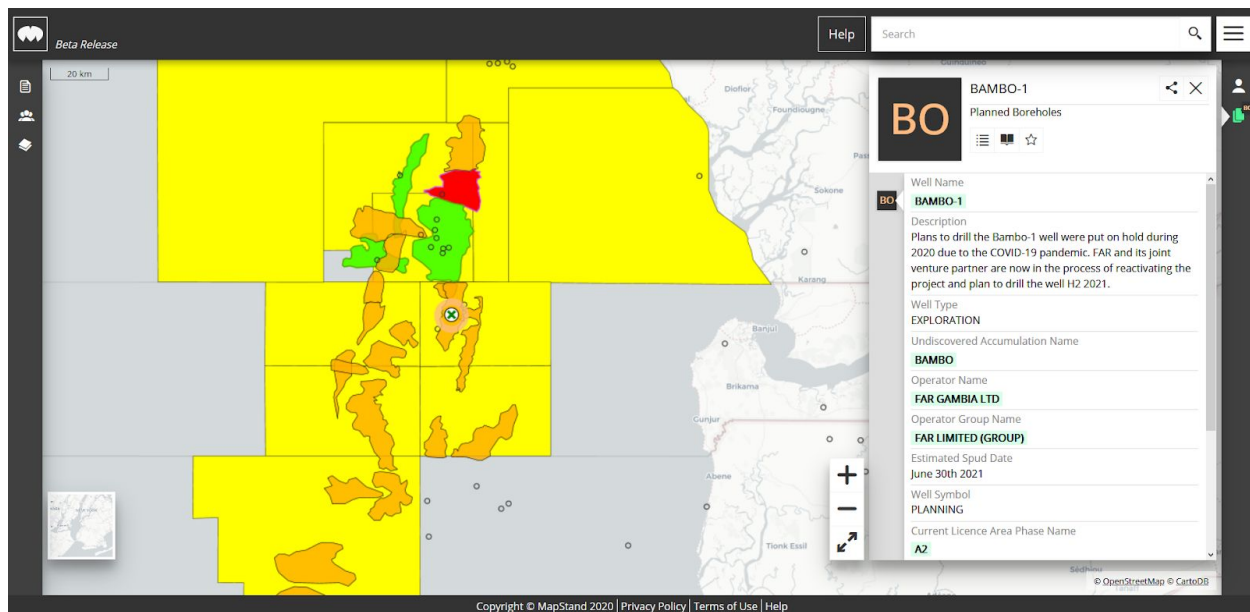 Beta Release
Help
Search
20 km
Guinguineo
Diofior
Foundiougne
Sokone
Karang
Banjul
Brikama
Gunjur
Abene
Tionk Essil
BO
BAMBO-1
Planned Boreholes
BO
Well Name
BAMBO-1
Description
Plans to drill the Bambo-1 well were put on hold during
2020 due to the COVID-19 pandemic. FAR and its joint
venture partner are now in the process of reactivating the
project and plan to drill the well H2 2021.
Well Type
EXPLORATION
Undiscovered Accumulation Name
BAMBO
Operator Name
FAR GAMBIA LTD
Operator Group Name
FAR LIMITED (GROUP)
Estimated Spud Date
June 30th 2021
Well Symbol
PLANNING
Current Licence Area Phase Name
A2
© OpenStreetMap © CartoDB
Copyright © MapStand 2020 | Privacy Policy | Terms of Use | Help